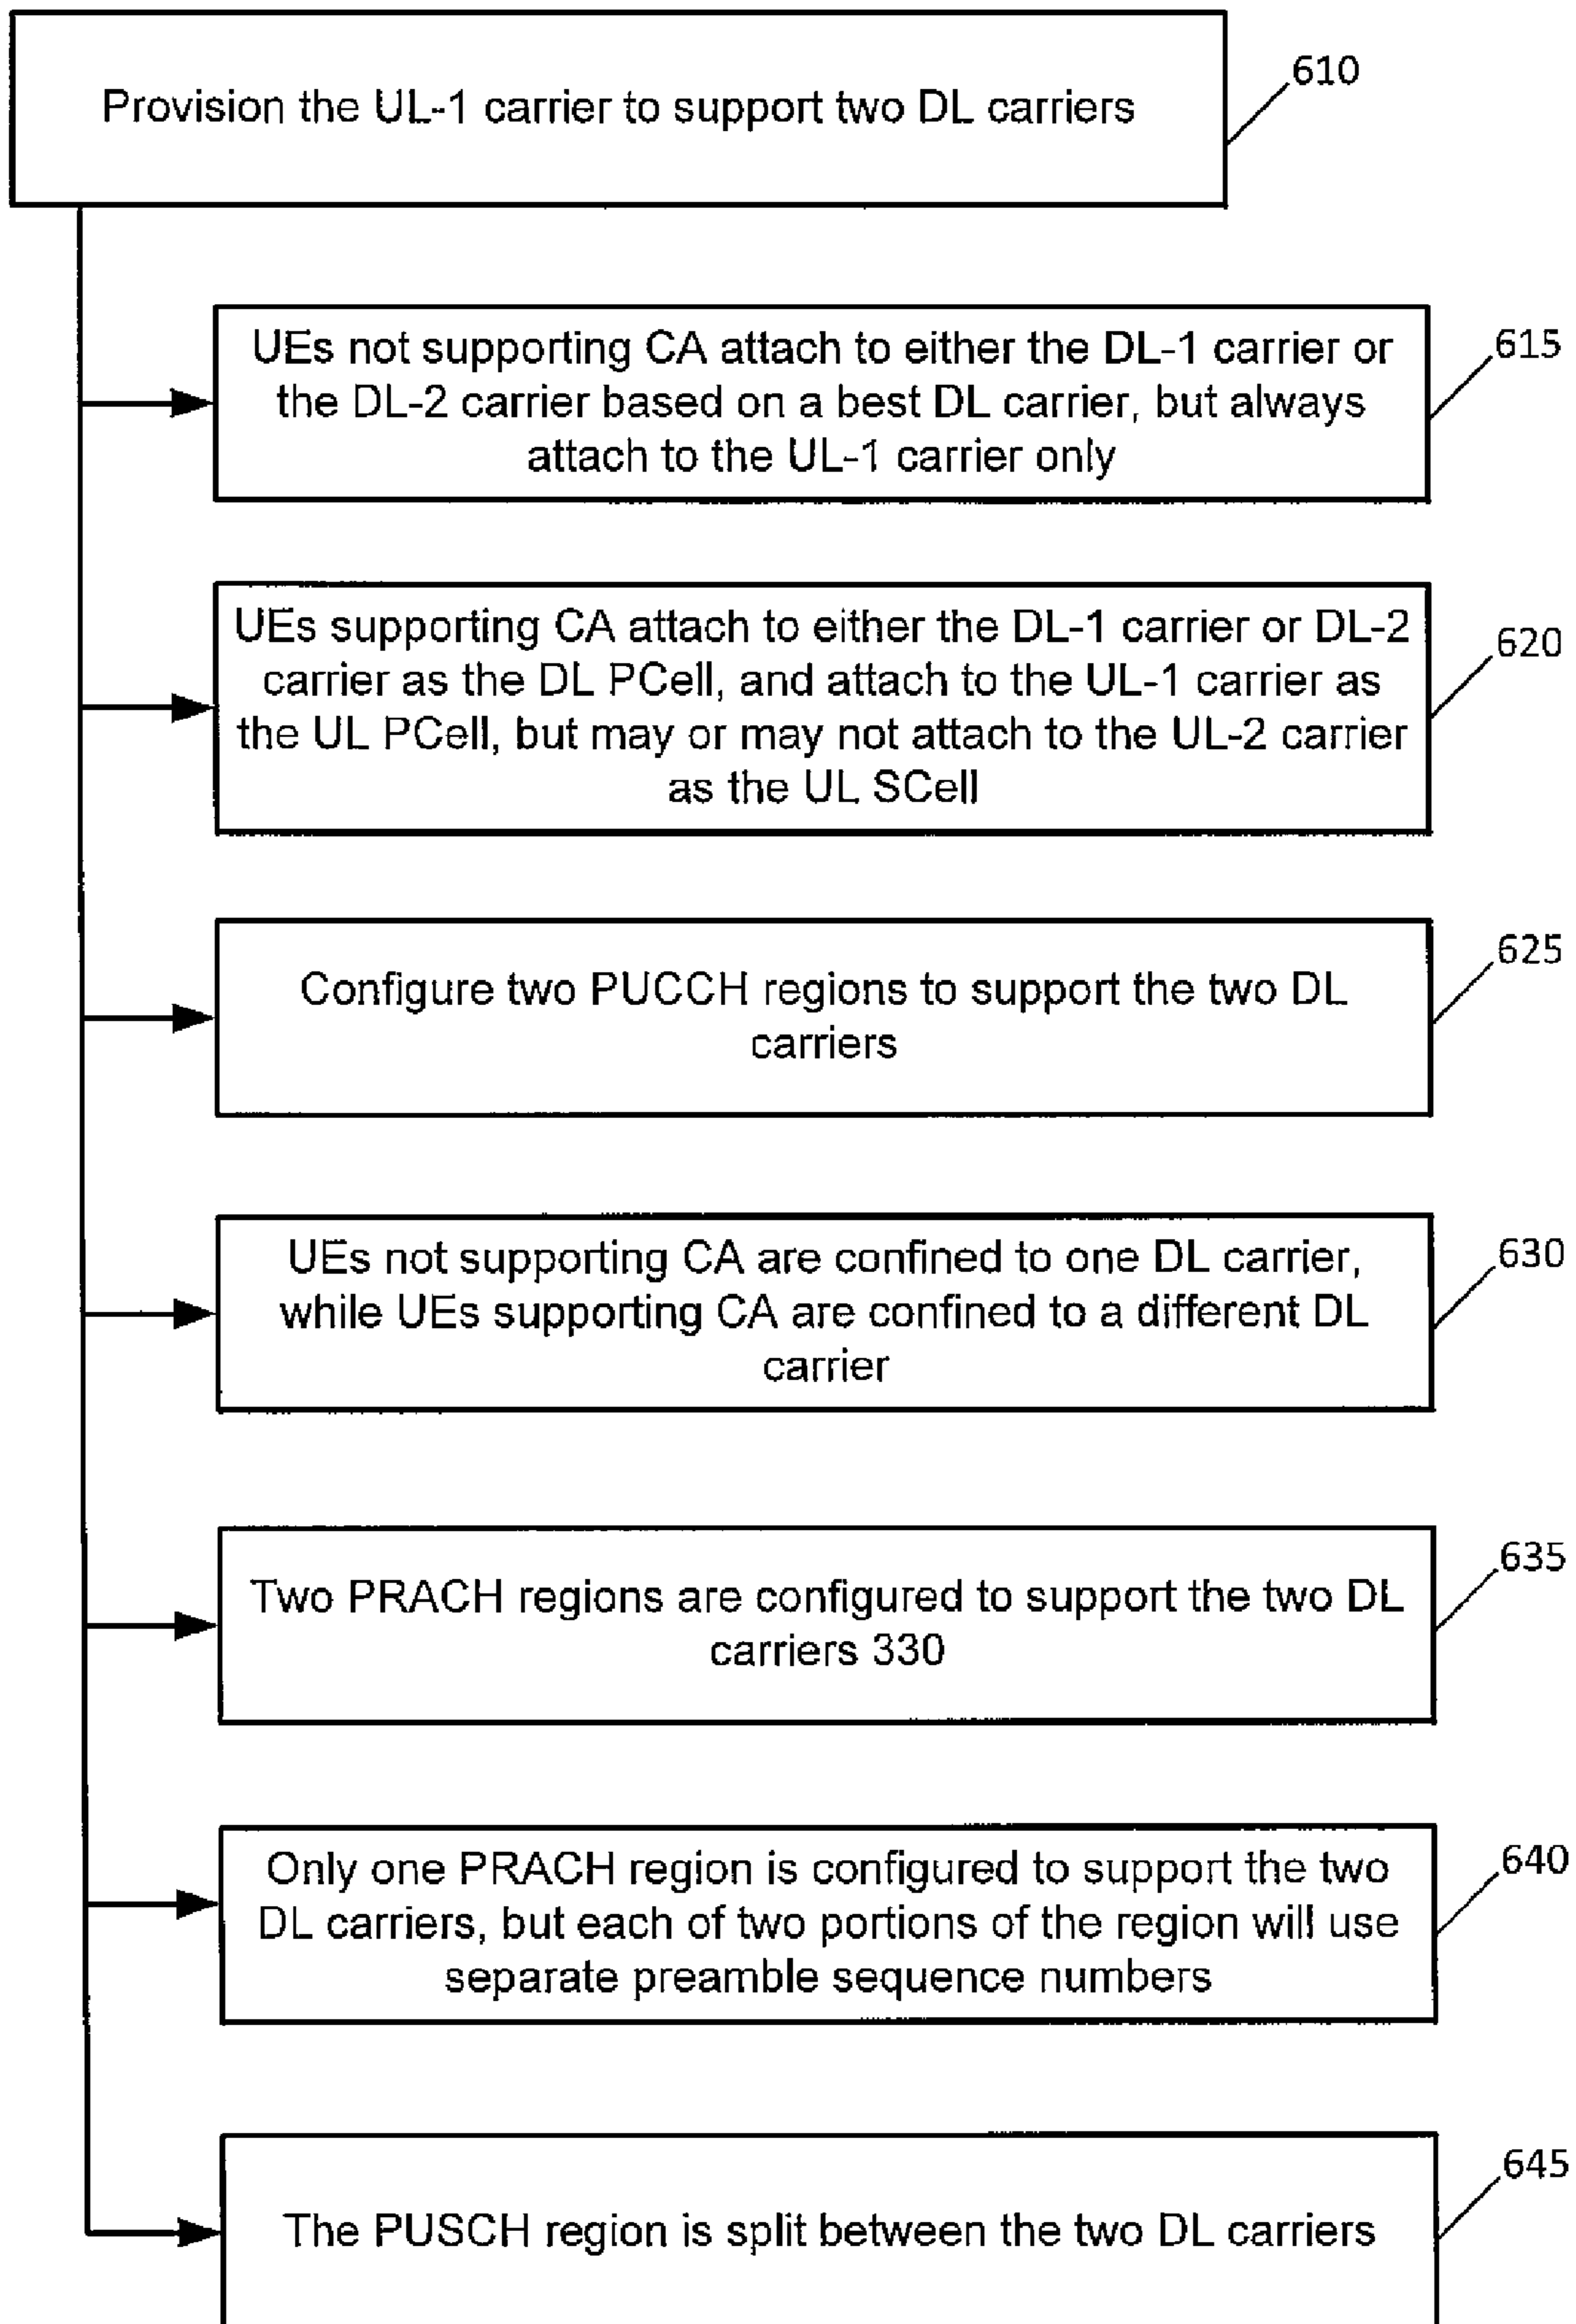 Provision the UL-1 carrier to support two DL carriers
610
UEs not supporting CA attach to either the DL-1 carrier or
the DL-2 carrier based on a best DL carrier, but always
attach to the UL-1 carrier only
615
UEs supporting CA attach to either the DL-1 carrier or DL-2
carrier as the DL PCell, and attach to the UL-1 carrier as
the UL PCell, but may or may not attach to the UL-2 carrier
as the UL SCell
620
Configure two PUCCH regions to support the two DL
carriers
625
UEs not supporting CA are confined to one DL carrier,
while UEs supporting CA are confined to a different DL
carrier
630
Two PRACH regions are configured to support the two DL
carriers 330
635
Only one PRACH region is configured to support the two
DL carriers, but each of two portions of the region will use
separate preamble sequence numbers
640
The PUSCH region is split between the two DL carriers
645